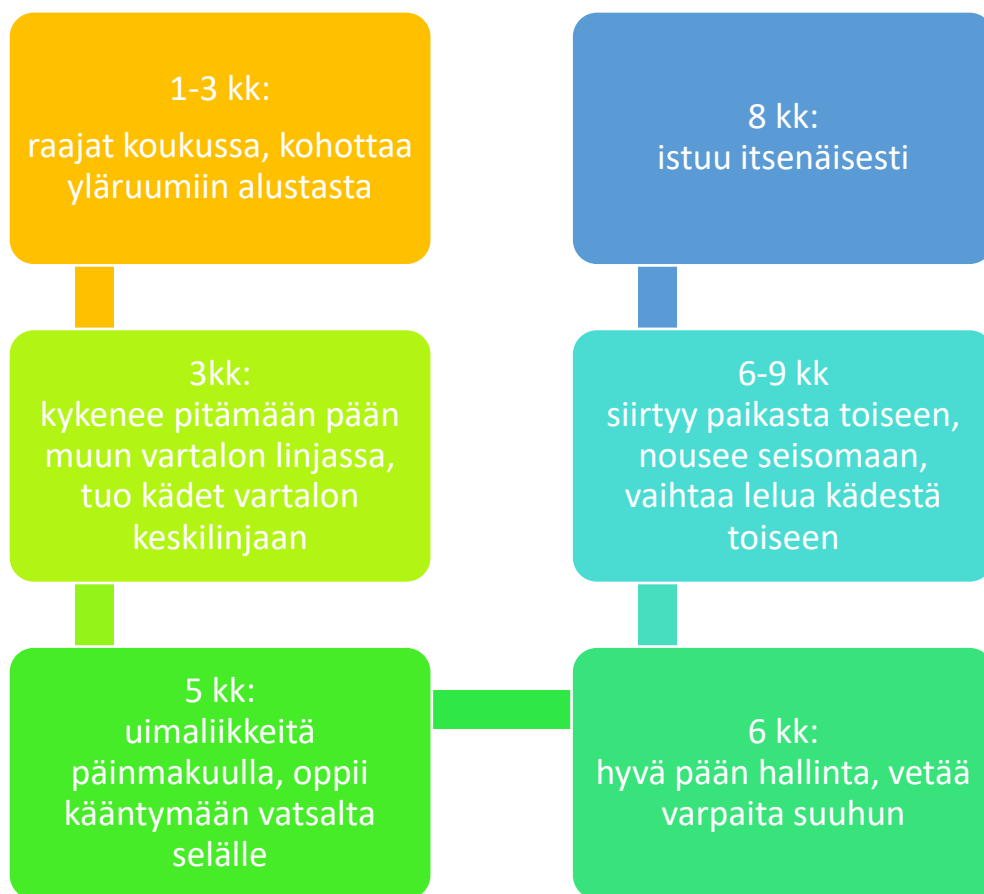 1-3 kk:
raajat koukussa, kohottaa
yläruumiin alustasta
3kk:
kykenee pitämään pään
muun vartalon linjassa,
tuo kädet vartalon
keskilinjaan
5 kk:
uimaliikkeitä
päinmakuulla, oppii
kääntymään vatsalta
selälle
6 kk:
hyvä pään hallinta, vetää
varpaita suuhun
6-9 kk
siirtyy paikasta toiseen,
nousee seisomaan,
vaihtaa lelua kädestä
toiseen
8 kk:
istuu itsenäisesti